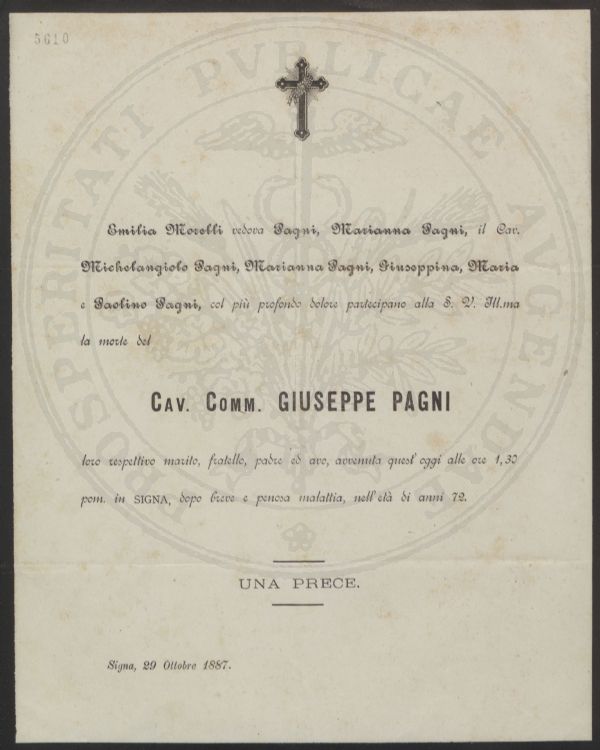 5610
PROSPERITATI PVBLICAE AVGENDAE
Emilia Morelli vedova Pagni, Marianna Pagni, il Cav.
Michelangiolo Pagni, Marianna Pagni, Giuseppina, Maria
e Paolino Pagni, col più profondo dolore partecipano alla S. V. Ill.ma
la morte del
CAV. COMM. GIUSEPPE PAGNI
loro respettivo marito, fratello, padre ed avo, avvenuta quest'oggi alle ore 1,30
pom. in SIGNA, dopo breve e penosa malattia, nell'età di anni 72.
UNA PRECE.
Signa, 29 Ottobre 1887.